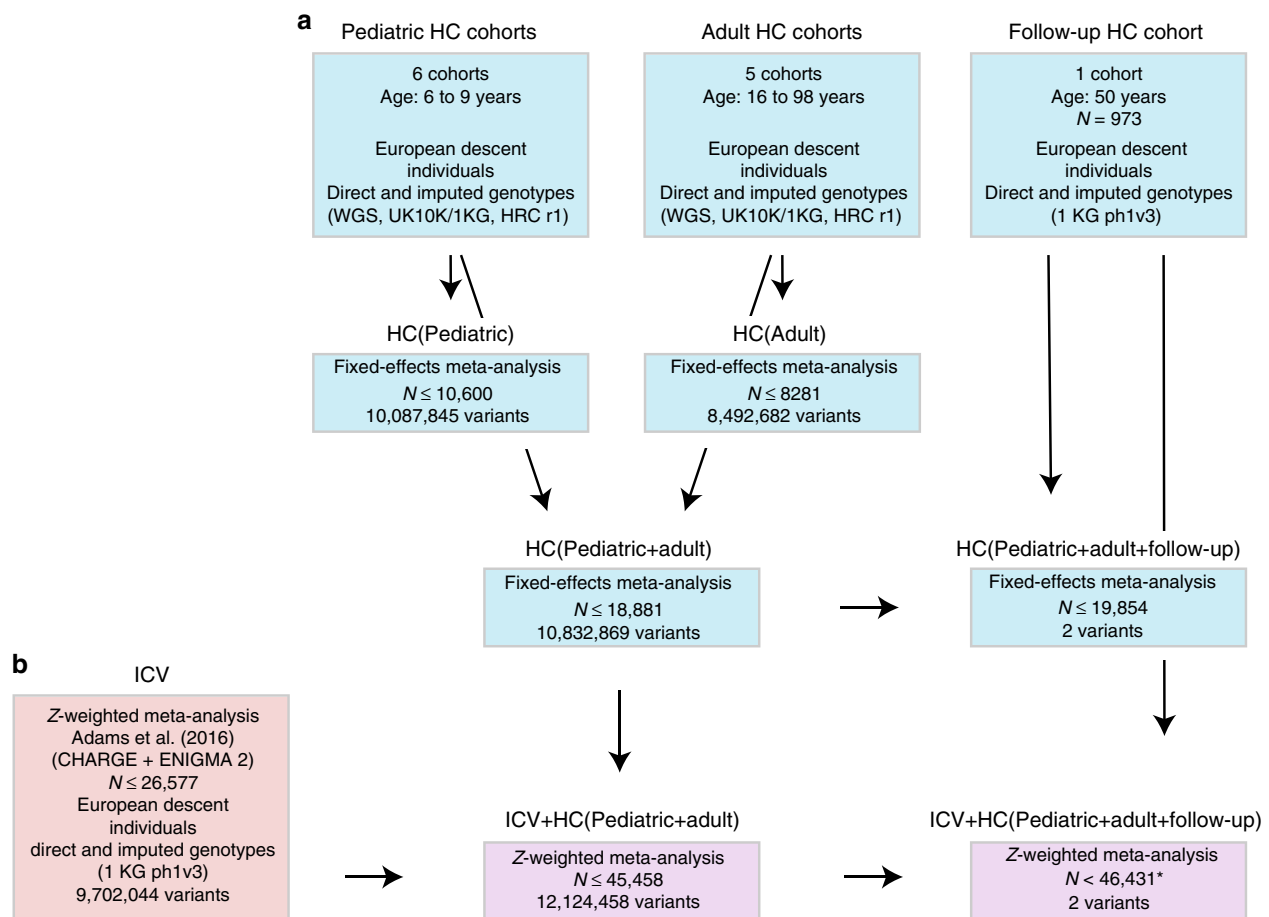 a
Pediatric HC cohorts
6 cohorts
Age: 6 to 9 years
European descent
individuals
Direct and imputed genotypes
(WGS, UK10K/1KG, HRC r1)
Adult HC cohorts
5 cohorts
Age: 16 to 98 years
European descent
individuals
Direct and imputed genotypes
(WGS, UK10K/1KG, HRC r1)
Follow-up HC cohort
1 cohort
Age: 50 years
N = 973
European descent
individuals
Direct and imputed genotypes
(1 KG ph1v3)
HC(Pediatric)
Fixed-effects meta-analysis
N ≤ 10,600
10,087,845 variants
HC(Adult)
Fixed-effects meta-analysis
N ≤ 8281
8,492,682 variants
HC(Pediatric+adult)
Fixed-effects meta-analysis
N ≤ 18,881
10,832,869 variants
HC(Pediatric+adult+follow-up)
Fixed-effects meta-analysis
N ≤ 19,854
2 variants
b
ICV
Z-weighted meta-analysis
Adams et al. (2016)
(CHARGE + ENIGMA 2)
N ≤ 26,577
European descent
individuals
direct and imputed genotypes
(1 KG ph1v3)
9,702,044 variants
ICV+HC(Pediatric+adult)
Z-weighted meta-analysis
N ≤ 45,458
12,124,458 variants
ICV+HC(Pediatric+adult+follow-up)
Z-weighted meta-analysis
N < 46,431*
2 variants